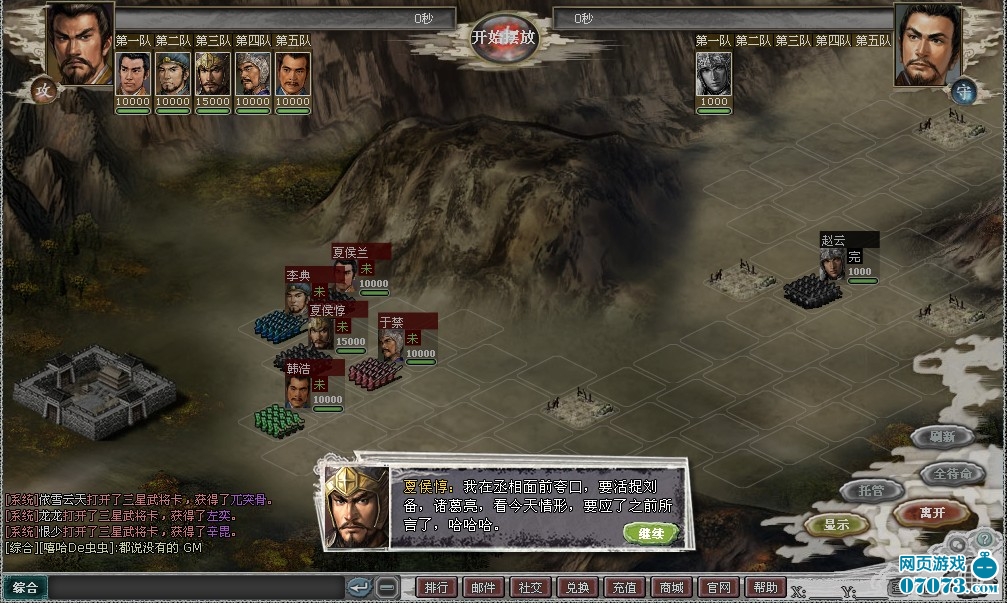 0秒
0秒
开始摆放
第一队 第二队 第三队 第四队 第五队
第一队 第二队 第三队 第四队 第五队
攻
守
10000 10000 15000 10000 10000
1000
赵云
完
1000
夏侯兰
未
10000
李典
未
夏侯惇
未
15000
于禁
未
10000
韩浩
未
10000
刷新
全待命
托管
离开
显示
夏侯惇：我在丞相面前夸口，要活捉刘
备，诸葛亮，看今天情形，要应了之前所
言了，哈哈哈。
继续
[系统]依雪云天打开了三星武将卡，获得了兀突骨。
[系统]龙龙打开了三星武将卡，获得了左奕。
[系统]恨少打开了三星武将卡，获得了辛毘。
[综合][嘻哈De虫虫]:都说没有的 GM
综合
排行 邮件 社交 兑换 充值 商城 官网 帮助
X: Y:
网页游戏
07073.com